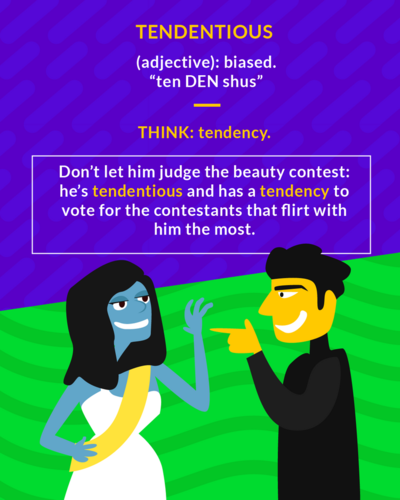 TENDENTIOUS
(adjective): biased.
“ten DEN shus”
THINK: tendency.
Don’t let him judge the beauty contest:
he’s tendentious and has a tendency to
vote for the contestants that flirt with
him the most.